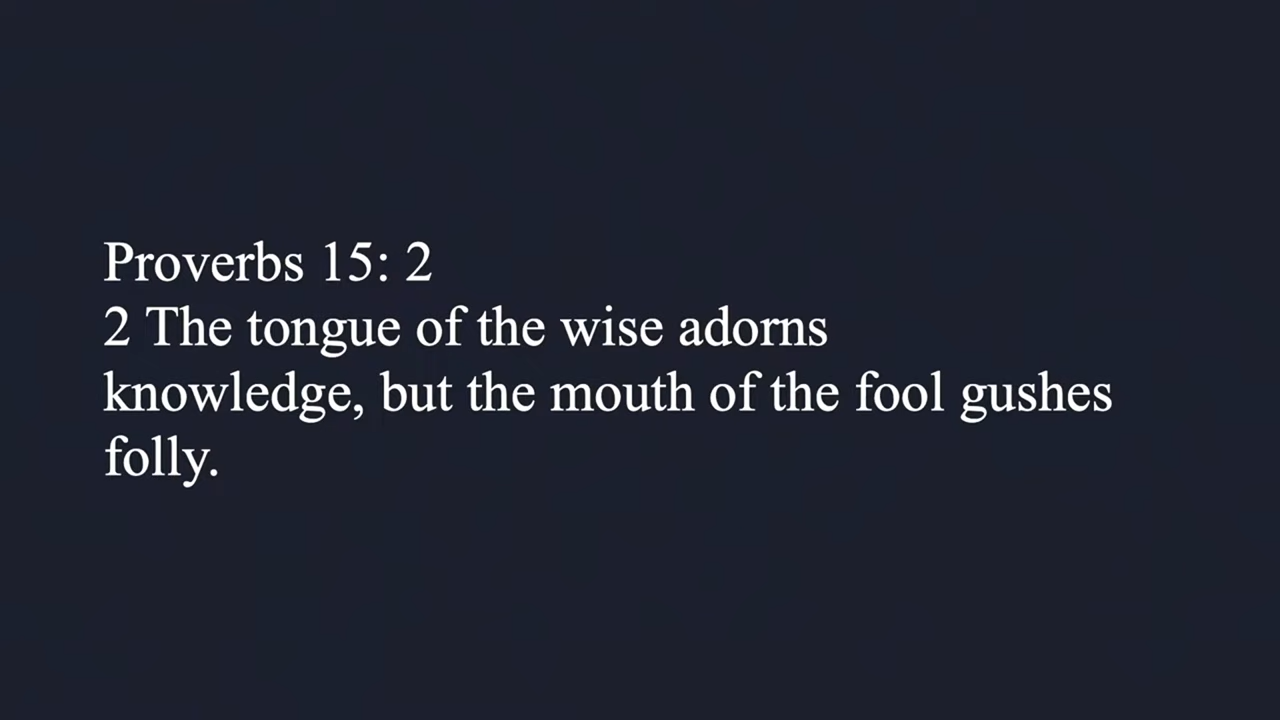 Proverbs 15: 2
2 The tongue of the wise adorns
knowledge, but the mouth of the fool gushes
folly.